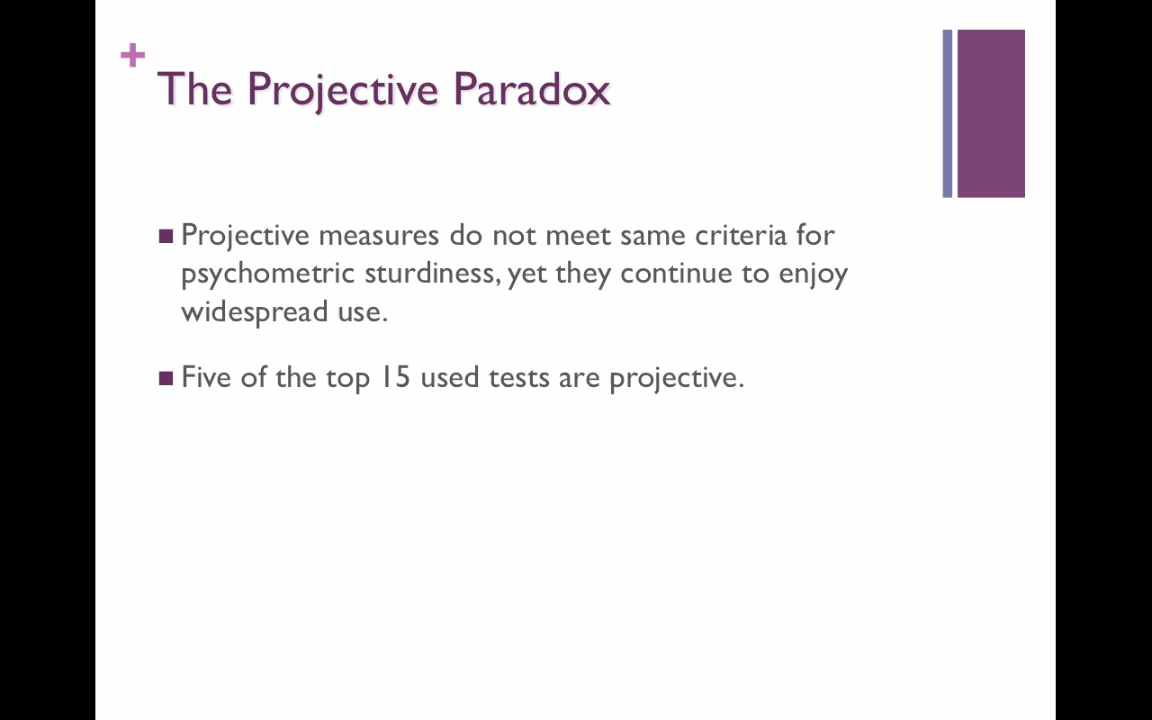 +
The Projective Paradox
Projective measures do not meet same criteria for
psychometric sturdiness, yet they continue to enjoy
widespread use.
Five of the top 15 used tests are projective.